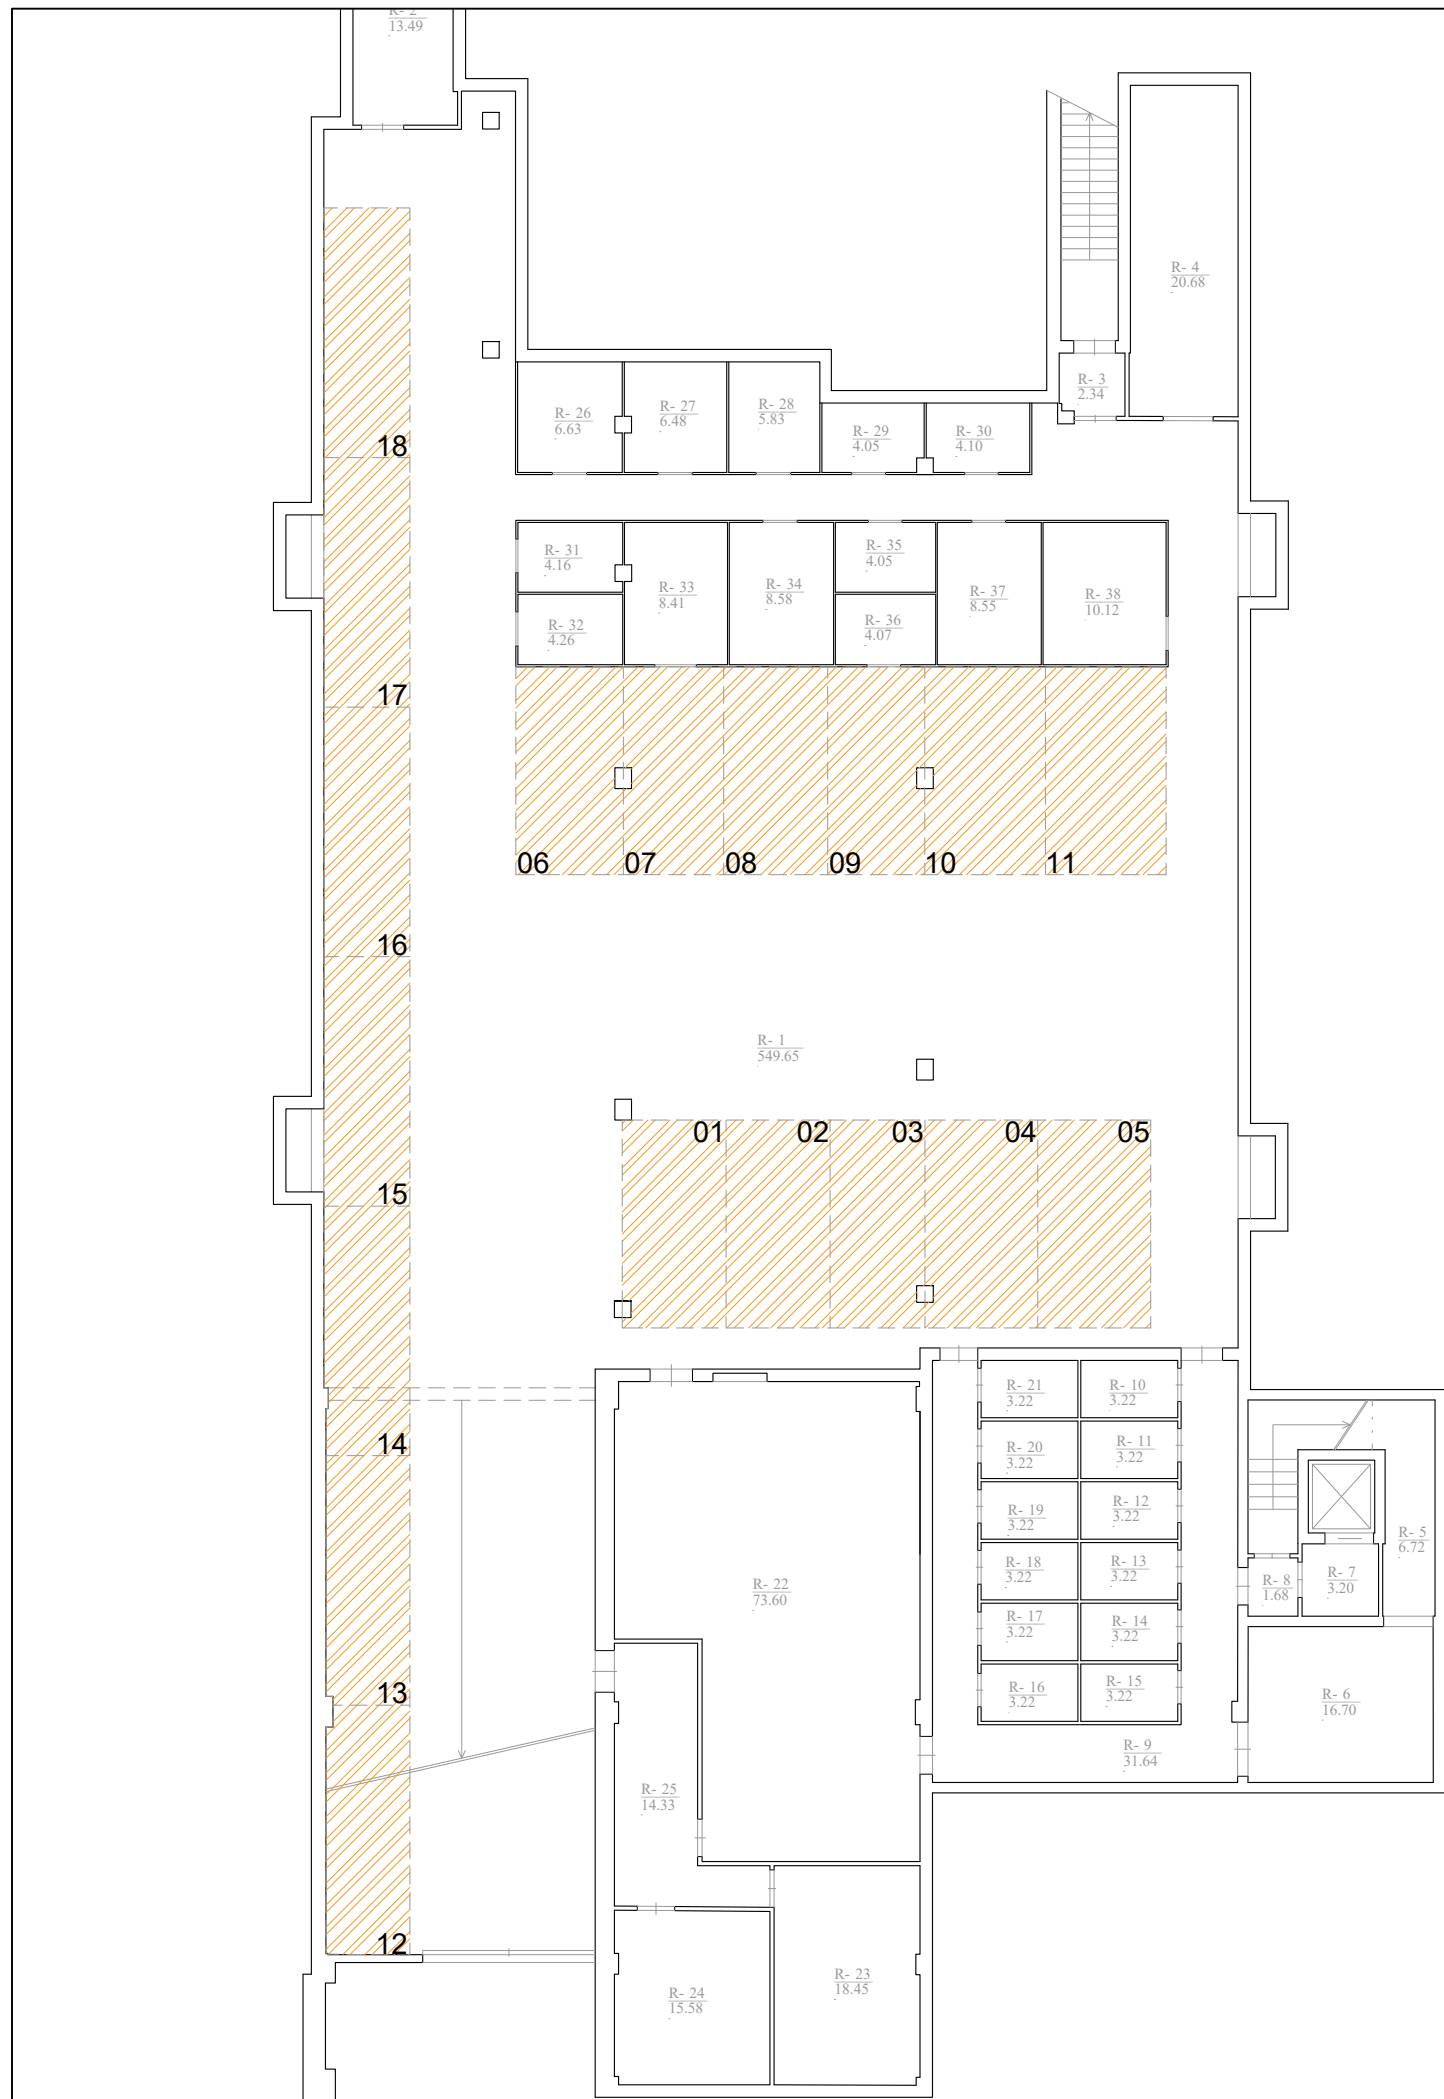 R- 2
13.49
R- 4
20.68
R- 3
2.34
R- 26
6.63
R- 27
6.48
R- 28
5.83
R- 29
4.05
R- 30
4.10
18
R- 31
4.16
R- 32
4.26
R- 33
8.41
R- 34
8.58
R- 35
4.05
R- 36
4.07
R- 37
8.55
R- 38
10.12
17
06
07
08
09
10
11
16
R- 1
549.65
01
02
03
04
05
15
14
R- 21
3.22
R- 10
3.22
R- 20
3.22
R- 11
3.22
R- 19
3.22
R- 12
3.22
R- 18
3.22
R- 13
3.22
R- 17
3.22
R- 14
3.22
R- 16
3.22
R- 15
3.22
R- 5
6.72
R- 7
3.20
R- 8
1.68
R- 22
73.60
13
R- 6
16.70
R- 9
31.64
R- 25
14.33
12
R- 24
15.58
R- 23
18.45